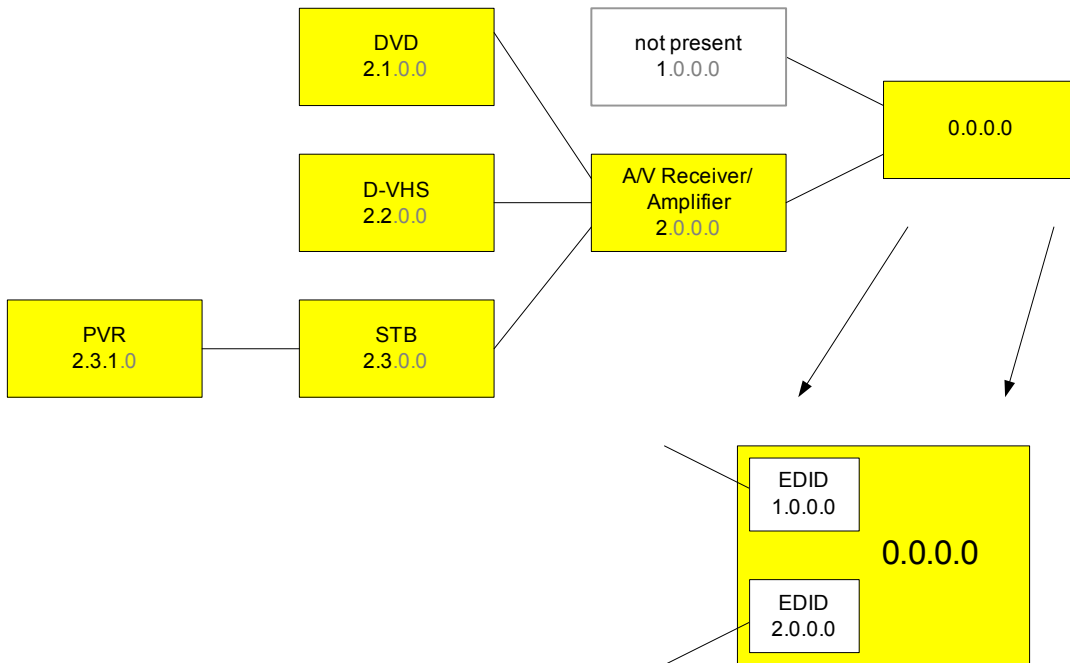 DVD
2.1.0.0
not present
1.0.0.0
0.0.0.0
D-VHS
2.2.0.0
A/V Receiver/
Amplifier
2.0.0.0
PVR
2.3.1.0
STB
2.3.0.0
EDID
1.0.0.0
0.0.0.0
EDID
2.0.0.0